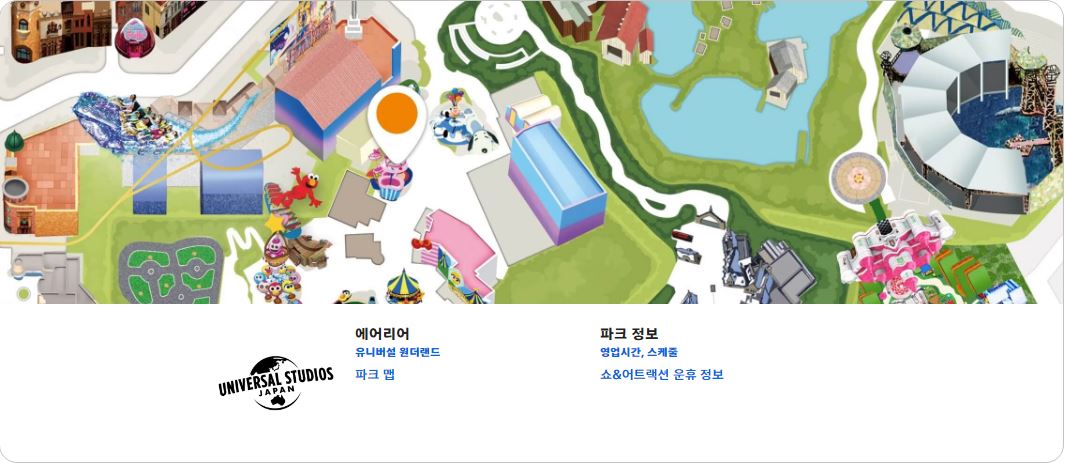 에어리어
유니버설 원더랜드
파크 맵
파크 정보
영업시간, 스케줄
쇼&어트랙션 운휴 정보
UNIVERSAL STUDIOS
JAPAN